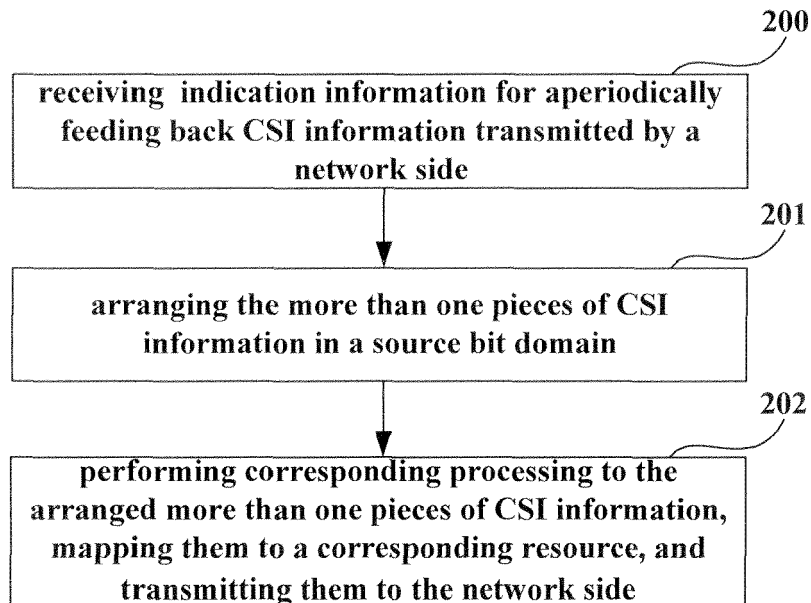 200
receiving indication information for aperiodically
feeding back CSI information transmitted by a
network side
201
arranging the more than one pieces of CSI
information in a source bit domain
202
performing corresponding processing to the
arranged more than one pieces of CSI information,
mapping them to a corresponding resource, and
transmitting them to the network side